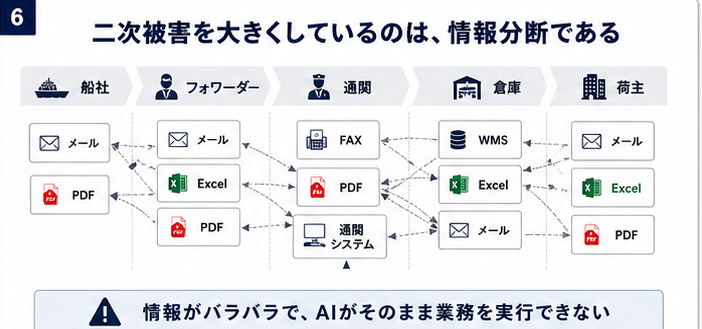 6
二次被害を大きくしているのは、情報分断である
船社
フォワーダー
通関
倉庫
荷主
メール
PDF
メール
Excel
PDF
FAX
PDF
通関
システム
WMS
Excel
メール
メール
Excel
PDF
情報がバラバラで、AIがそのまま業務を実行できない